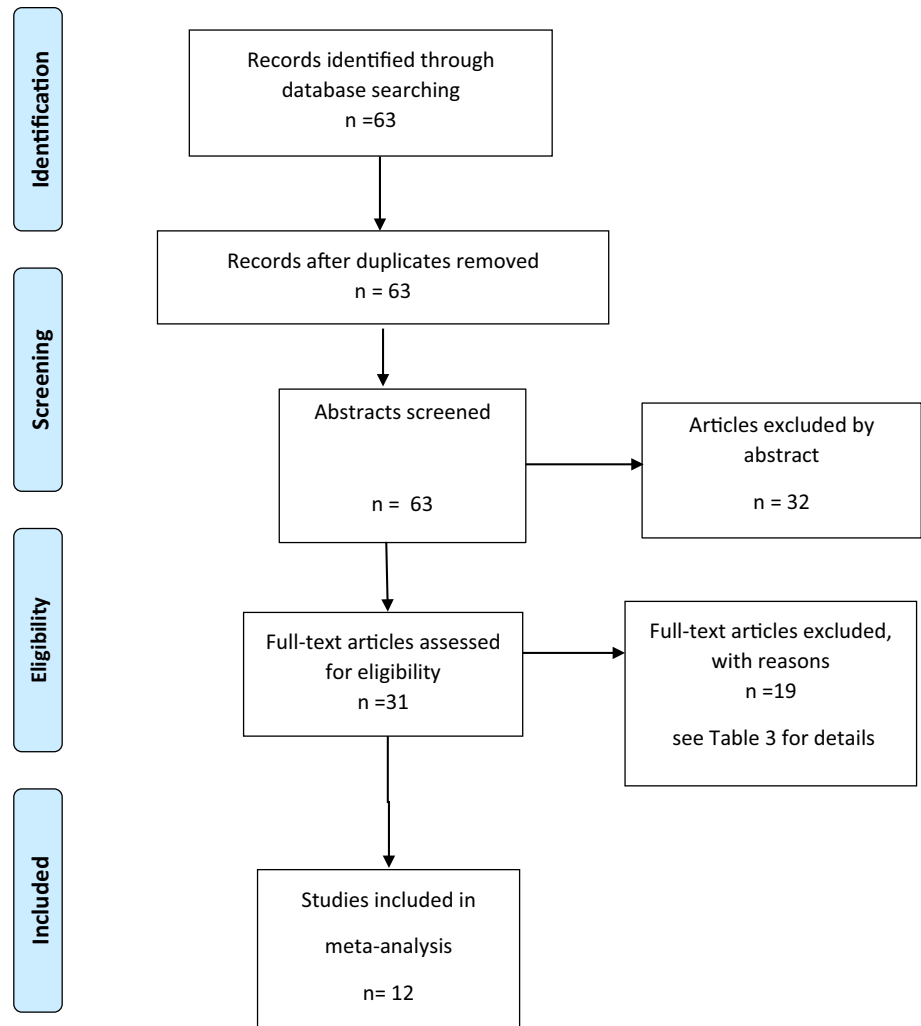 Identification
Records identified through
database searching
n =63
Records after duplicates removed
n = 63
Screening
Abstracts screened
n =  63
Articles excluded by
abstract
n = 32
Eligibility
Full-text articles assessed
for eligibility
n =31
Full-text articles excluded,
with reasons
n =19
see Table 3 for details
Included
Studies included in
meta-analysis
n= 12